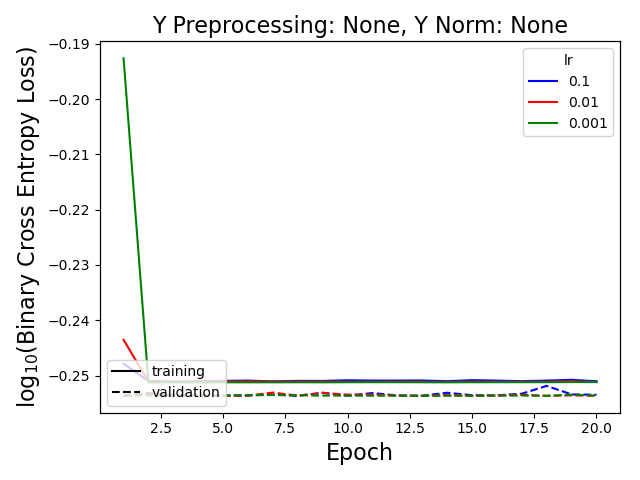 Y Preprocessing: None, Y Norm: None
log10(Binary Cross Entropy Loss)
−0.19
−0.20
−0.21
−0.22
−0.23
−0.24
−0.25
lr
0.1
0.01
0.001
training
validation
2.5 5.0 7.5 10.0 12.5 15.0 17.5 20.0
Epoch